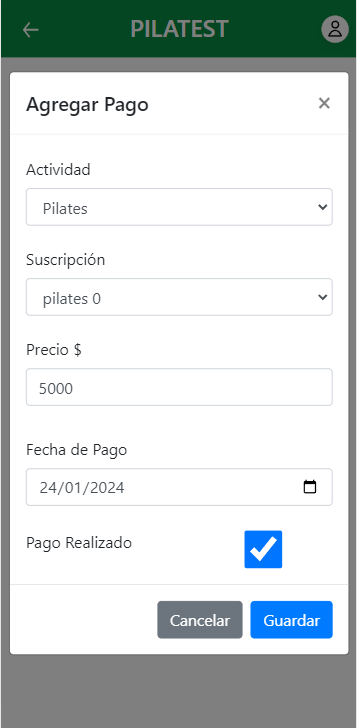 PILATEST
Agregar Pago
×
Actividad
Pilates
Suscripción
pilates 0
Precio $
5000
Fecha de Pago
24/01/2024
Pago Realizado
Cancelar
Guardar